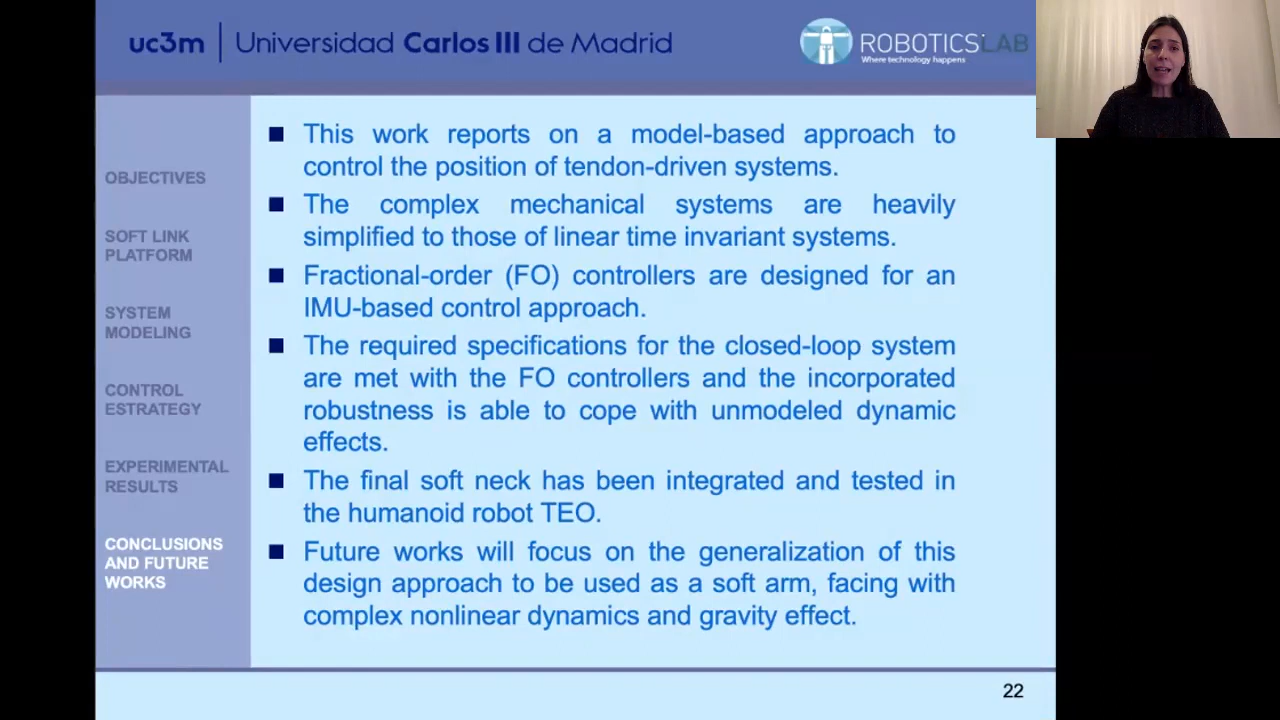 uc3m | Universidad Carlos III de Madrid
ROBOTICSLAB
Where technology happens
OBJECTIVES
SOFT LINK
PLATFORM
SYSTEM
MODELING
CONTROL
ESTRATEGY
EXPERIMENTAL
RESULTS
CONCLUSIONS
AND FUTURE
WORKS
■ This work reports on a model-based approach to
control the position of tendon-driven systems.
■ The complex mechanical systems are heavily
simplified to those of linear time invariant systems.
■ Fractional-order (FO) controllers are designed for an
IMU-based control approach.
■ The required specifications for the closed-loop system
are met with the FO controllers and the incorporated
robustness is able to cope with unmodeled dynamic
effects.
■ The final soft neck has been integrated and tested in
the humanoid robot TEO.
■ Future works will focus on the generalization of this
design approach to be used as a soft arm, facing with
complex nonlinear dynamics and gravity effect.
22